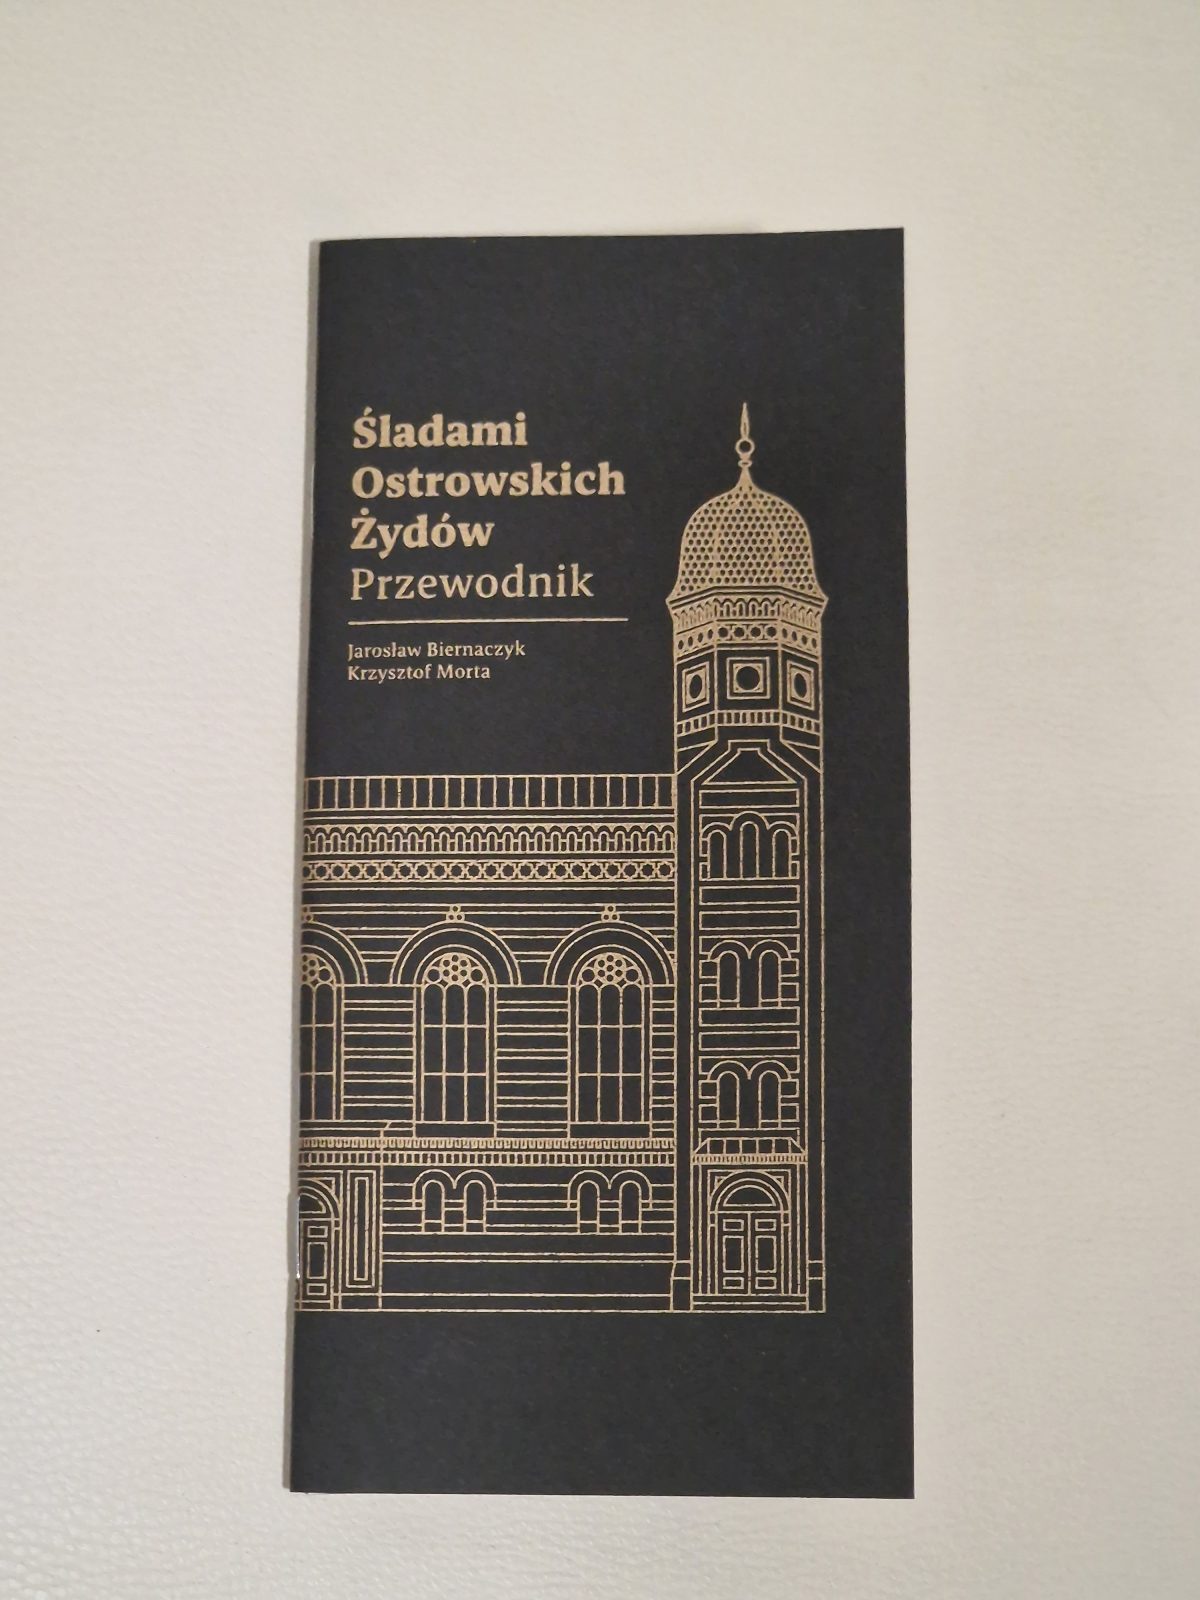 Śladami
Ostrowskich
Żydów
Przewodnik
Jarosław Biernaczyk
Krzysztof Morta